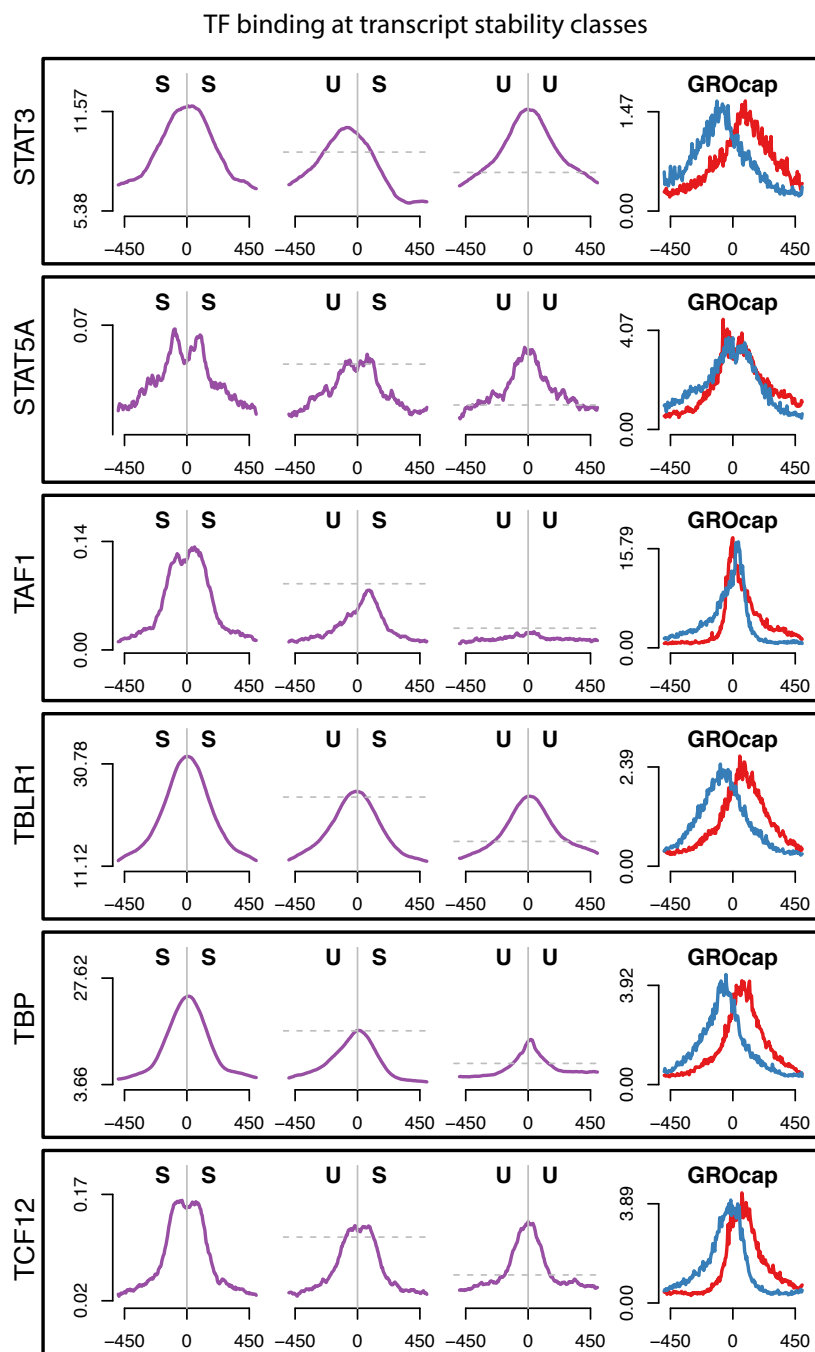 TF binding at transcript stability classes
STAT3
S S
U S
U U
GROcap
11.57
5.38
1.47
0.00
−450 0 450
−450 0 450
−450 0 450
−450 0 450
STAT5A
S S
U S
U U
GROcap
0.07
4.07
0.00
−450 0 450
−450 0 450
−450 0 450
−450 0 450
TAF1
S S
U S
U U
GROcap
0.14
0.00
15.79
0.00
−450 0 450
−450 0 450
−450 0 450
−450 0 450
TBLR1
S S
U S
U U
GROcap
30.78
11.12
2.39
0.00
−450 0 450
−450 0 450
−450 0 450
−450 0 450
TBP
S S
U S
U U
GROcap
27.62
3.66
3.92
0.00
−450 0 450
−450 0 450
−450 0 450
−450 0 450
TCF12
S S
U S
U U
GROcap
0.17
0.02
3.89
0.00
−450 0 450
−450 0 450
−450 0 450
−450 0 450